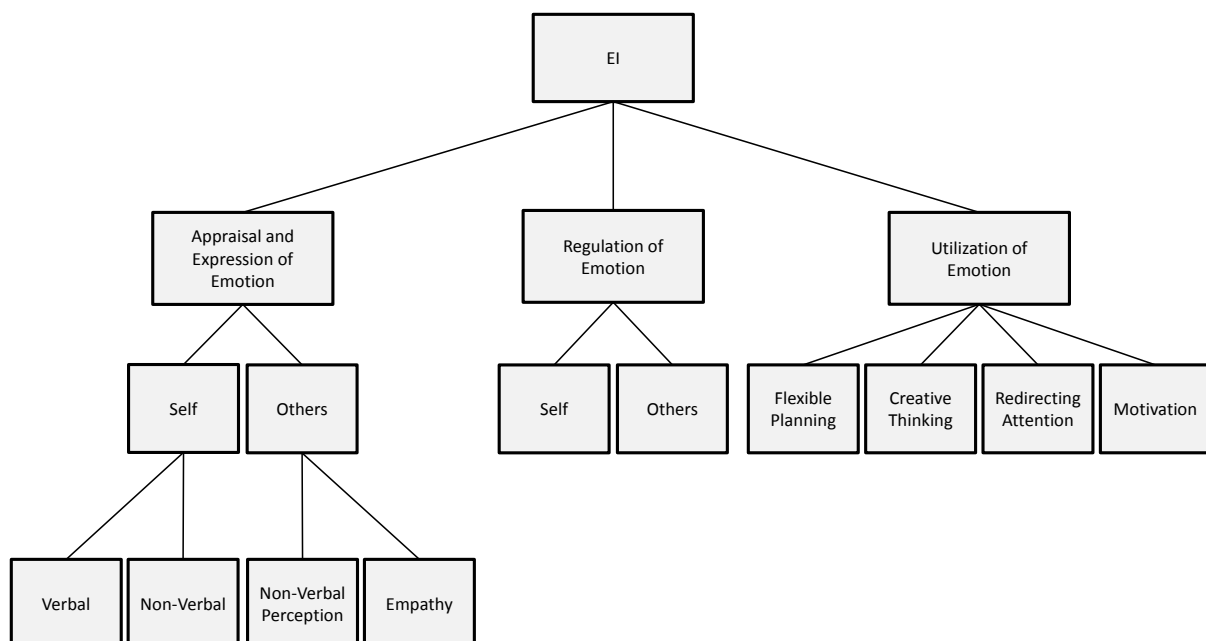 EI
Appraisal and
Expression of
Emotion
Regulation of
Emotion
Utilization of
Emotion
Self
Others
Self
Others
Flexible
Planning
Creative
Thinking
Redirecting
Attention
Motivation
Verbal
Non-Verbal
Non-Verbal
Perception
Empathy